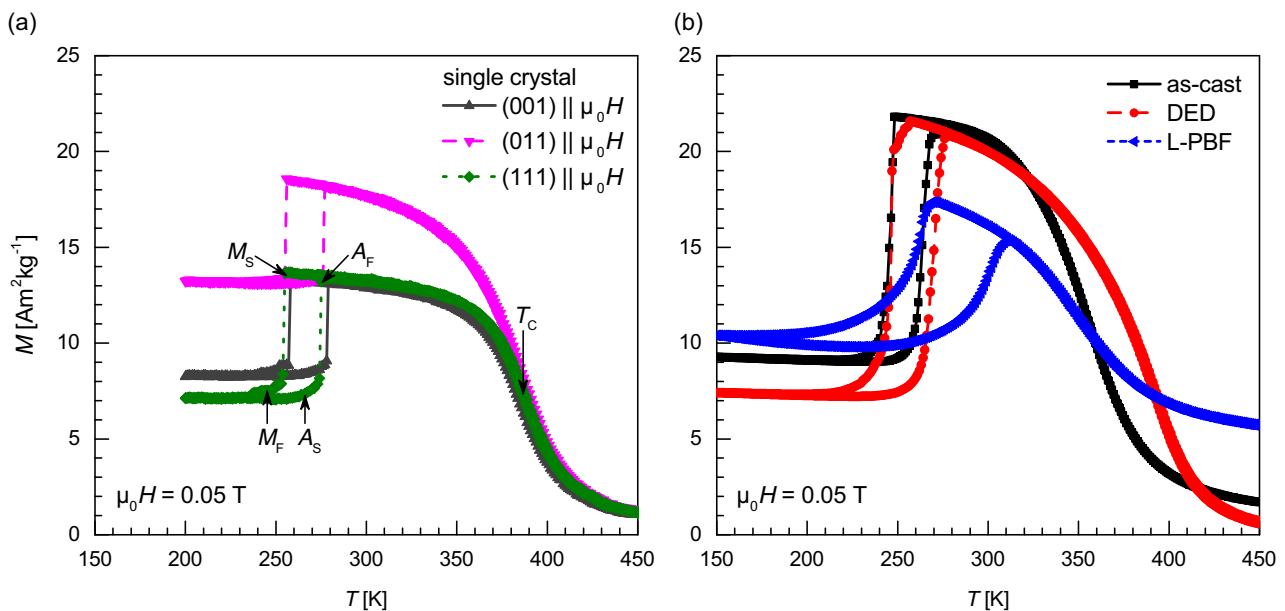 (a)
25
20
15
10
5
0
M [Am²kg⁻¹]
single crystal
(001) || μ₀H
(011) || μ₀H
(111) || μ₀H
M_S
A_F
T_C
M_F
A_S
μ₀H = 0.05 T
150 200 250 300 350 400 450
T [K]
(b)
25
20
15
10
5
0
as-cast
DED
L-PBF
μ₀H = 0.05 T
150 200 250 300 350 400 450
T [K]